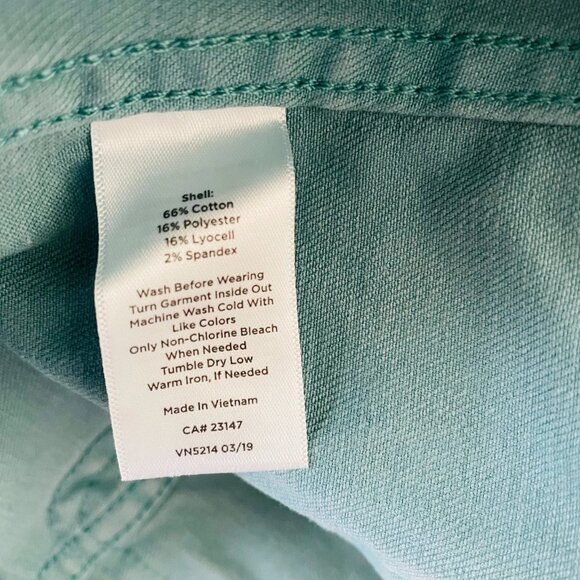 Shell:
66% Cotton
16% Polyester
16% Lyocell
2% Spandex
Wash Before Wearing
Turn Garment Inside Out
Machine Wash Cold With
Like Colors
Only Non-Chlorine Bleach
When Needed
Tumble Dry Low
Warm Iron, If Needed
Made In Vietnam
CA# 23147
VN5214 03/19